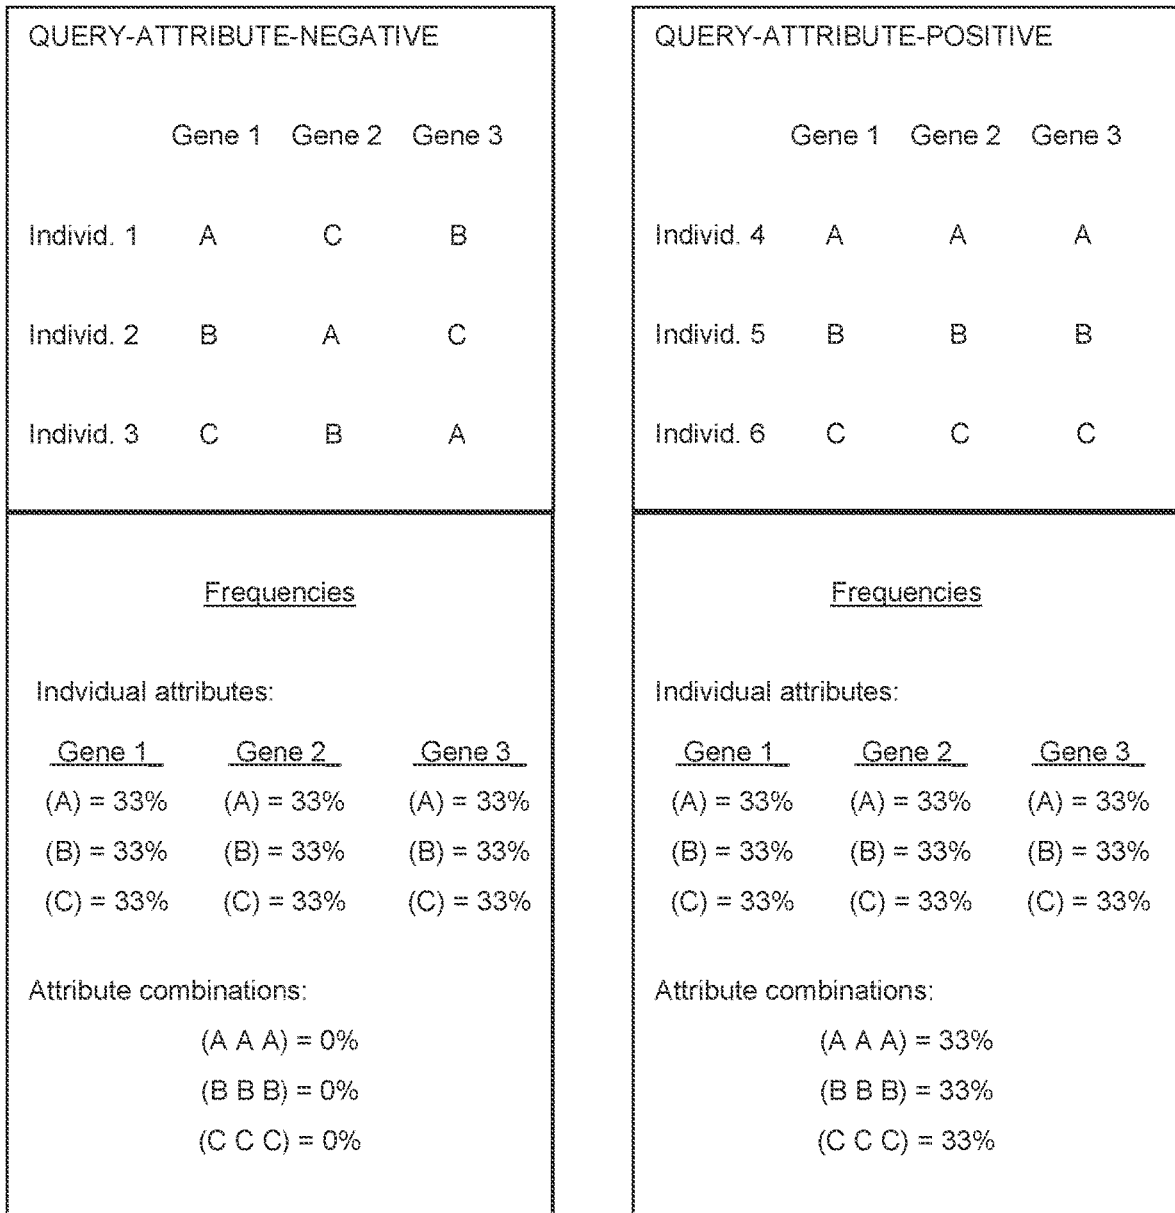 QUERY-ATTRIBUTE-NEGATIVE
Gene 1 Gene 2 Gene 3
Individ. 1 A C B
Individ. 2 B A C
Individ. 3 C B A
Frequencies
Indvidual attributes:
Gene 1 Gene 2 Gene 3
(A) = 33% (A) = 33% (A) = 33%
(B) = 33% (B) = 33% (B) = 33%
(C) = 33% (C) = 33% (C) = 33%
Attribute combinations:
(A A A) = 0%
(B B B) = 0%
(C C C) = 0%
QUERY-ATTRIBUTE-POSITIVE
Gene 1 Gene 2 Gene 3
Individ. 4 A A A
Individ. 5 B B B
Individ. 6 C C C
Frequencies
Individual attributes:
Gene 1 Gene 2 Gene 3
(A) = 33% (A) = 33% (A) = 33%
(B) = 33% (B) = 33% (B) = 33%
(C) = 33% (C) = 33% (C) = 33%
Attribute combinations:
(A A A) = 33%
(B B B) = 33%
(C C C) = 33%